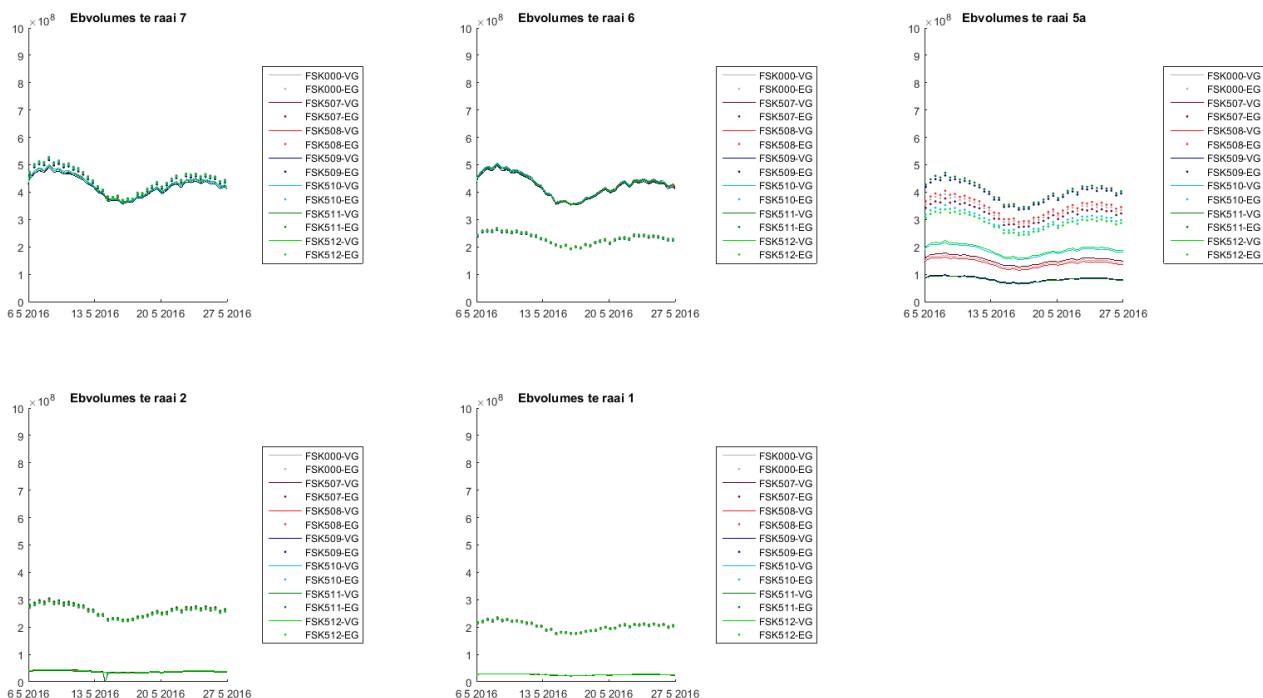 Ebvolumes te raai 7
×10^8
10
9
8
7
6
5
4
3
2
1
0
6 5 2016
13 5 2016
20 5 2016
27 5 2016
FSK000-VG
FSK000-EG
FSK507-VG
FSK507-EG
FSK508-VG
FSK508-EG
FSK509-VG
FSK509-EG
FSK510-VG
FSK510-EG
FSK511-VG
FSK511-EG
FSK512-VG
FSK512-EG
Ebvolumes te raai 6
×10^8
10
9
8
7
6
5
4
3
2
1
0
6 5 2016
13 5 2016
20 5 2016
27 5 2016
FSK000-VG
FSK000-EG
FSK507-VG
FSK507-EG
FSK508-VG
FSK508-EG
FSK509-VG
FSK509-EG
FSK510-VG
FSK510-EG
FSK511-VG
FSK511-EG
FSK512-VG
FSK512-EG
Ebvolumes te raai 5a
×10^8
10
9
8
7
6
5
4
3
2
1
0
6 5 2016
13 5 2016
20 5 2016
27 5 2016
FSK000-VG
FSK000-EG
FSK507-VG
FSK507-EG
FSK508-VG
FSK508-EG
FSK509-VG
FSK509-EG
FSK510-VG
FSK510-EG
FSK511-VG
FSK511-EG
FSK512-VG
FSK512-EG
Ebvolumes te raai 2
×10^8
10
9
8
7
6
5
4
3
2
1
0
6 5 2016
13 5 2016
20 5 2016
27 5 2016
FSK000-VG
FSK000-EG
FSK507-VG
FSK507-EG
FSK508-VG
FSK508-EG
FSK509-VG
FSK509-EG
FSK510-VG
FSK510-EG
FSK511-VG
FSK511-EG
FSK512-VG
FSK512-EG
Ebvolumes te raai 1
×10^8
10
9
8
7
6
5
4
3
2
1
0
6 5 2016
13 5 2016
20 5 2016
27 5 2016
FSK000-VG
FSK000-EG
FSK507-VG
FSK507-EG
FSK508-VG
FSK508-EG
FSK509-VG
FSK509-EG
FSK510-VG
FSK510-EG
FSK511-VG
FSK511-EG
FSK512-VG
FSK512-EG